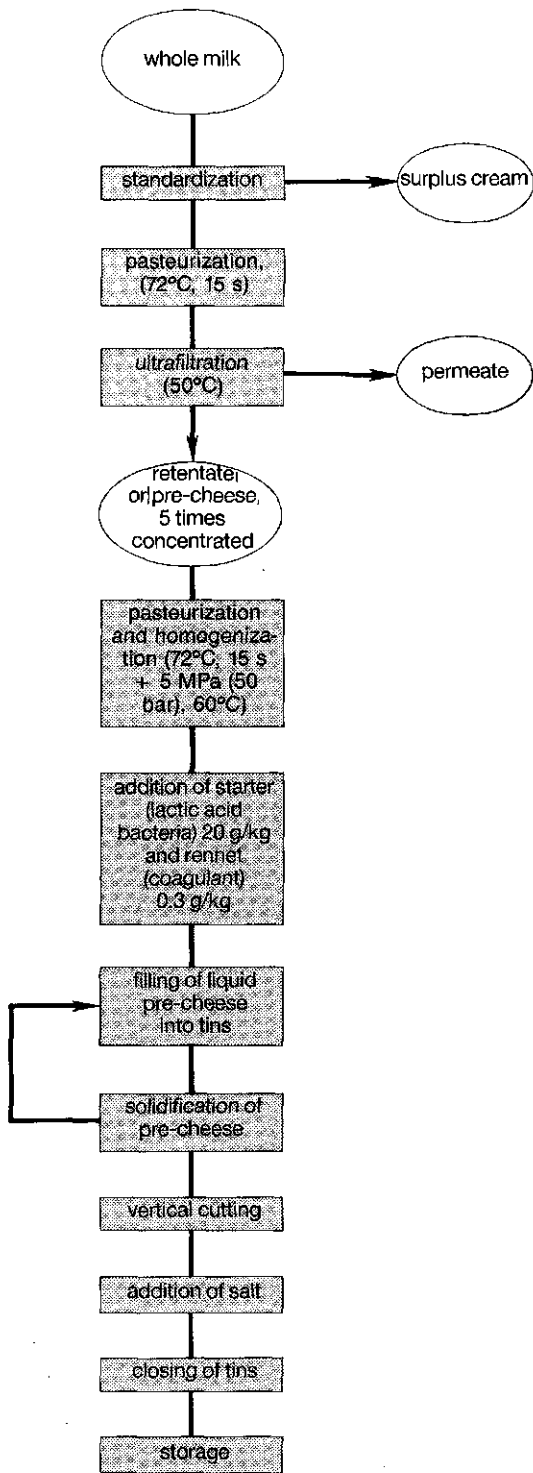 whole milk
standardization
surplus cream
pasteurization,
(72°C, 15 s)
ultrafiltration
(50°C)
permeate
retentate,
or pre-cheese,
5 times
concentrated
pasteurization
and homogeniza-
tion (72°C, 15 s
+ 5 MPa (50
bar), 60°C)
addition of starter
(lactic acid
bacteria) 20 g/kg
and rennet
(coagulant)
0.3 g/kg
filling of liquid
pre-cheese
into tins
solidification of
pre-cheese
vertical cutting
addition of salt
closing of tins
storage